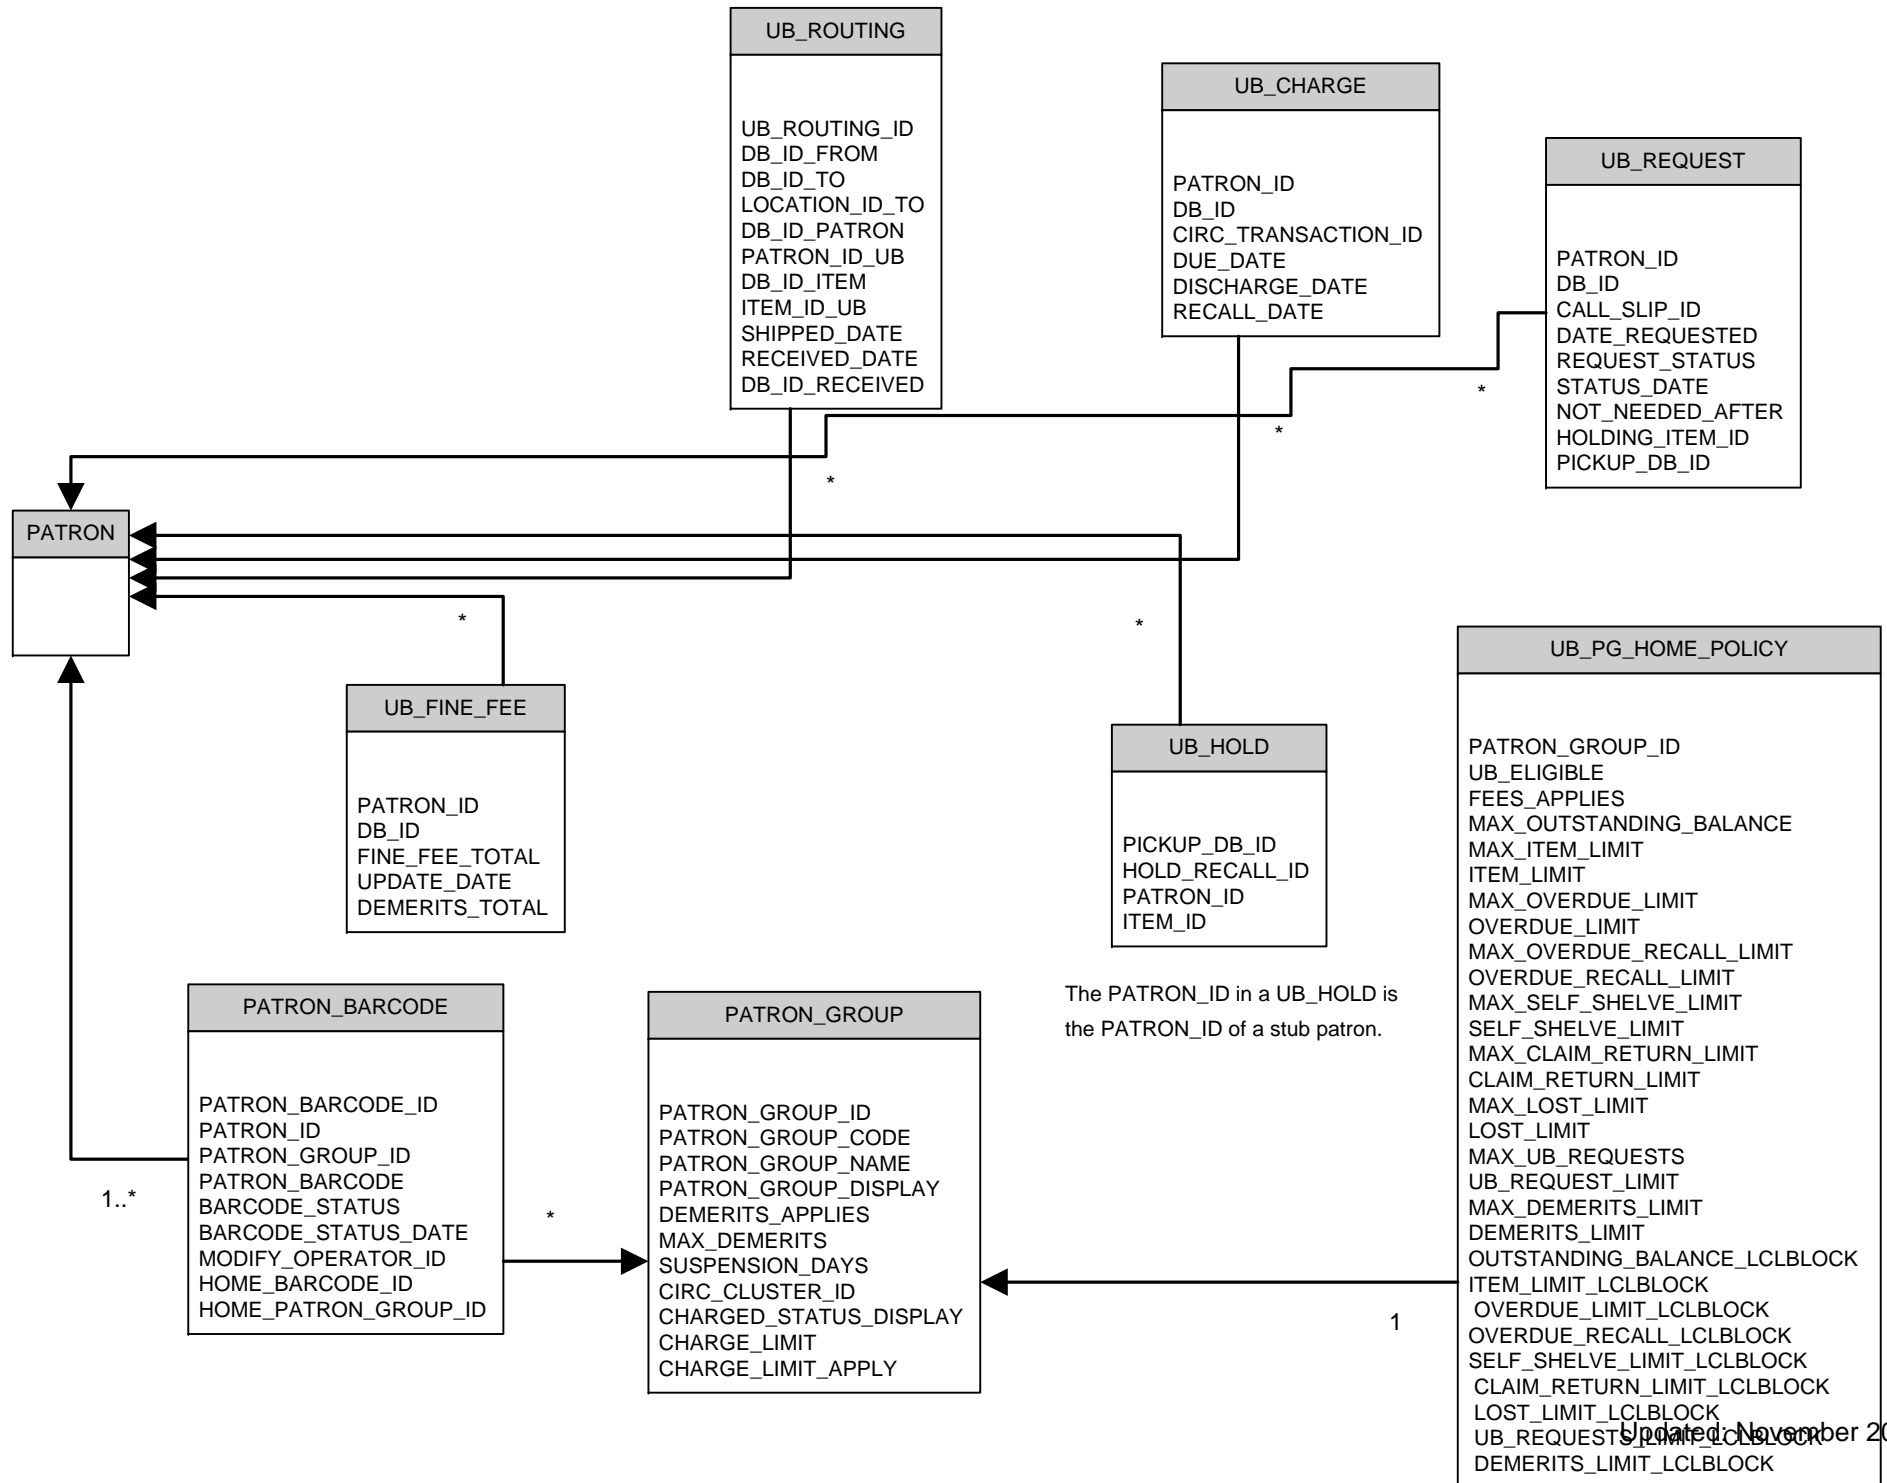 UB_ROUTING
UB_ROUTING_ID
DB_ID_FROM
DB_ID_TO
LOCATION_ID_TO
DB_ID_PATRON
PATRON_ID_UB
DB_ID_ITEM
ITEM_ID_UB
SHIPPED_DATE
RECEIVED_DATE
DB_ID_RECEIVED
*
UB_CHARGE
PATRON_ID
DB_ID
CIRC_TRANSACTION_ID
DUE_DATE
DISCHARGE_DATE
RECALL_DATE
*
UB_REQUEST
PATRON_ID
DB_ID
CALL_SLIP_ID
DATE_REQUESTED
REQUEST_STATUS
STATUS_DATE
NOT_NEEDED_AFTER
HOLDING_ITEM_ID
PICKUP_DB_ID
*
PATRON
*
UB_FINE_FEE
PATRON_ID
DB_ID
FINE_FEE_TOTAL
UPDATE_DATE
DEMERITS_TOTAL
*
UB_HOLD
PICKUP_DB_ID
HOLD_RECALL_ID
PATRON_ID
ITEM_ID
The PATRON_ID in a UB_HOLD is
the PATRON_ID of a stub patron.
PATRON_BARCODE
PATRON_BARCODE_ID
PATRON_ID
PATRON_GROUP_ID
PATRON_BARCODE
BARCODE_STATUS
BARCODE_STATUS_DATE
MODIFY_OPERATOR_ID
HOME_BARCODE_ID
HOME_PATRON_GROUP_ID
1..*
*
PATRON_GROUP
PATRON_GROUP_ID
PATRON_GROUP_CODE
PATRON_GROUP_NAME
PATRON_GROUP_DISPLAY
DEMERITS_APPLIES
MAX_DEMERITS
SUSPENSION_DAYS
CIRC_CLUSTER_ID
CHARGED_STATUS_DISPLAY
CHARGE_LIMIT
CHARGE_LIMIT_APPLY
1
UB_PG_HOME_POLICY
PATRON_GROUP_ID
UB_ELIGIBLE
FEES_APPLIES
MAX_OUTSTANDING_BALANCE
MAX_ITEM_LIMIT
ITEM_LIMIT
MAX_OVERDUE_LIMIT
OVERDUE_LIMIT
MAX_OVERDUE_RECALL_LIMIT
OVERDUE_RECALL_LIMIT
MAX_SELF_SHELVE_LIMIT
SELF_SHELVE_LIMIT
MAX_CLAIM_RETURN_LIMIT
CLAIM_RETURN_LIMIT
MAX_LOST_LIMIT
LOST_LIMIT
MAX_UB_REQUESTS
UB_REQUEST_LIMIT
MAX_DEMERITS_LIMIT
DEMERITS_LIMIT
OUTSTANDING_BALANCE_LCLBLOCK
ITEM_LIMIT_LCLBLOCK
OVERDUE_LIMIT_LCLBLOCK
OVERDUE_RECALL_LCLBLOCK
SELF_SHELVE_LIMIT_LCLBLOCK
CLAIM_RETURN_LIMIT_LCLBLOCK
LOST_LIMIT_LCLBLOCK
UB_REQUESTS_LIMIT_LCLBLOCK
DEMERITS_LIMIT_LCLBLOCK
Updated: November 20